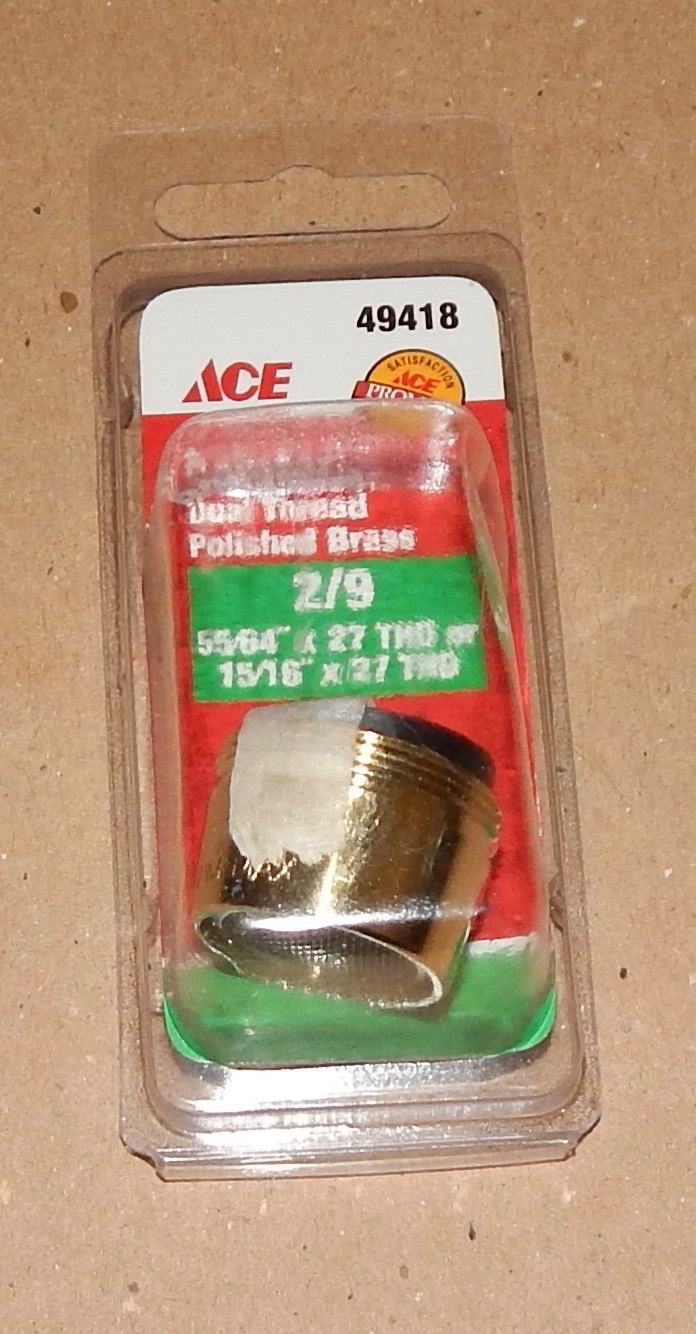 49418
ACE
SATISFACTION
ACE
Dual Thread
Polished Brass
2/9
55/64" x 27 THD or
15/16" x 27 THD